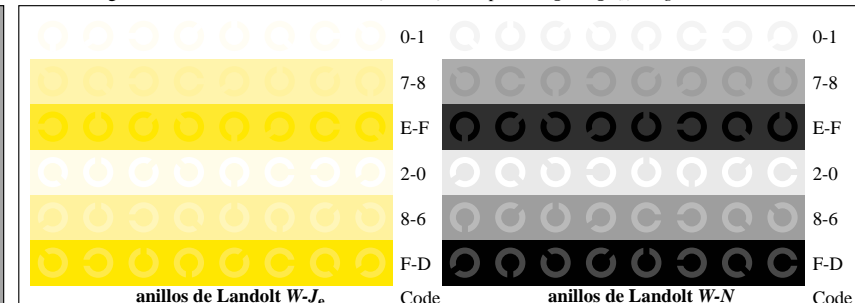 0-1 0-1
7-8 7-8
E-F E-F
2-0 2-0
8-6 8-6
F-D F-D
anillos de Landolt W-Je Code anillos de Landolt W-N Code